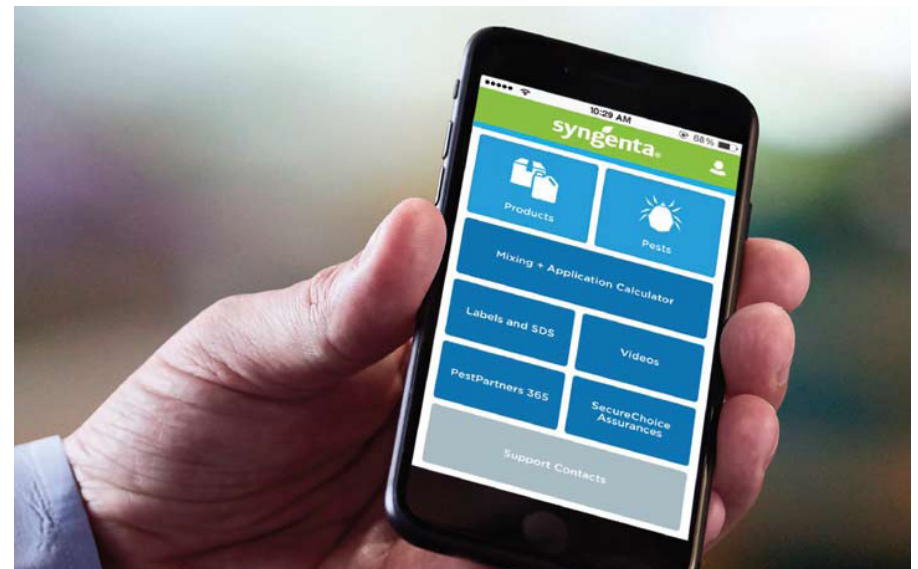 10:29 AM
68%
syngenta®
Products
Pests
Mixing + Application Calculator
Labels and SDS
Videos
PestPartners 365
SecureChoice
Assurances
Support Contacts